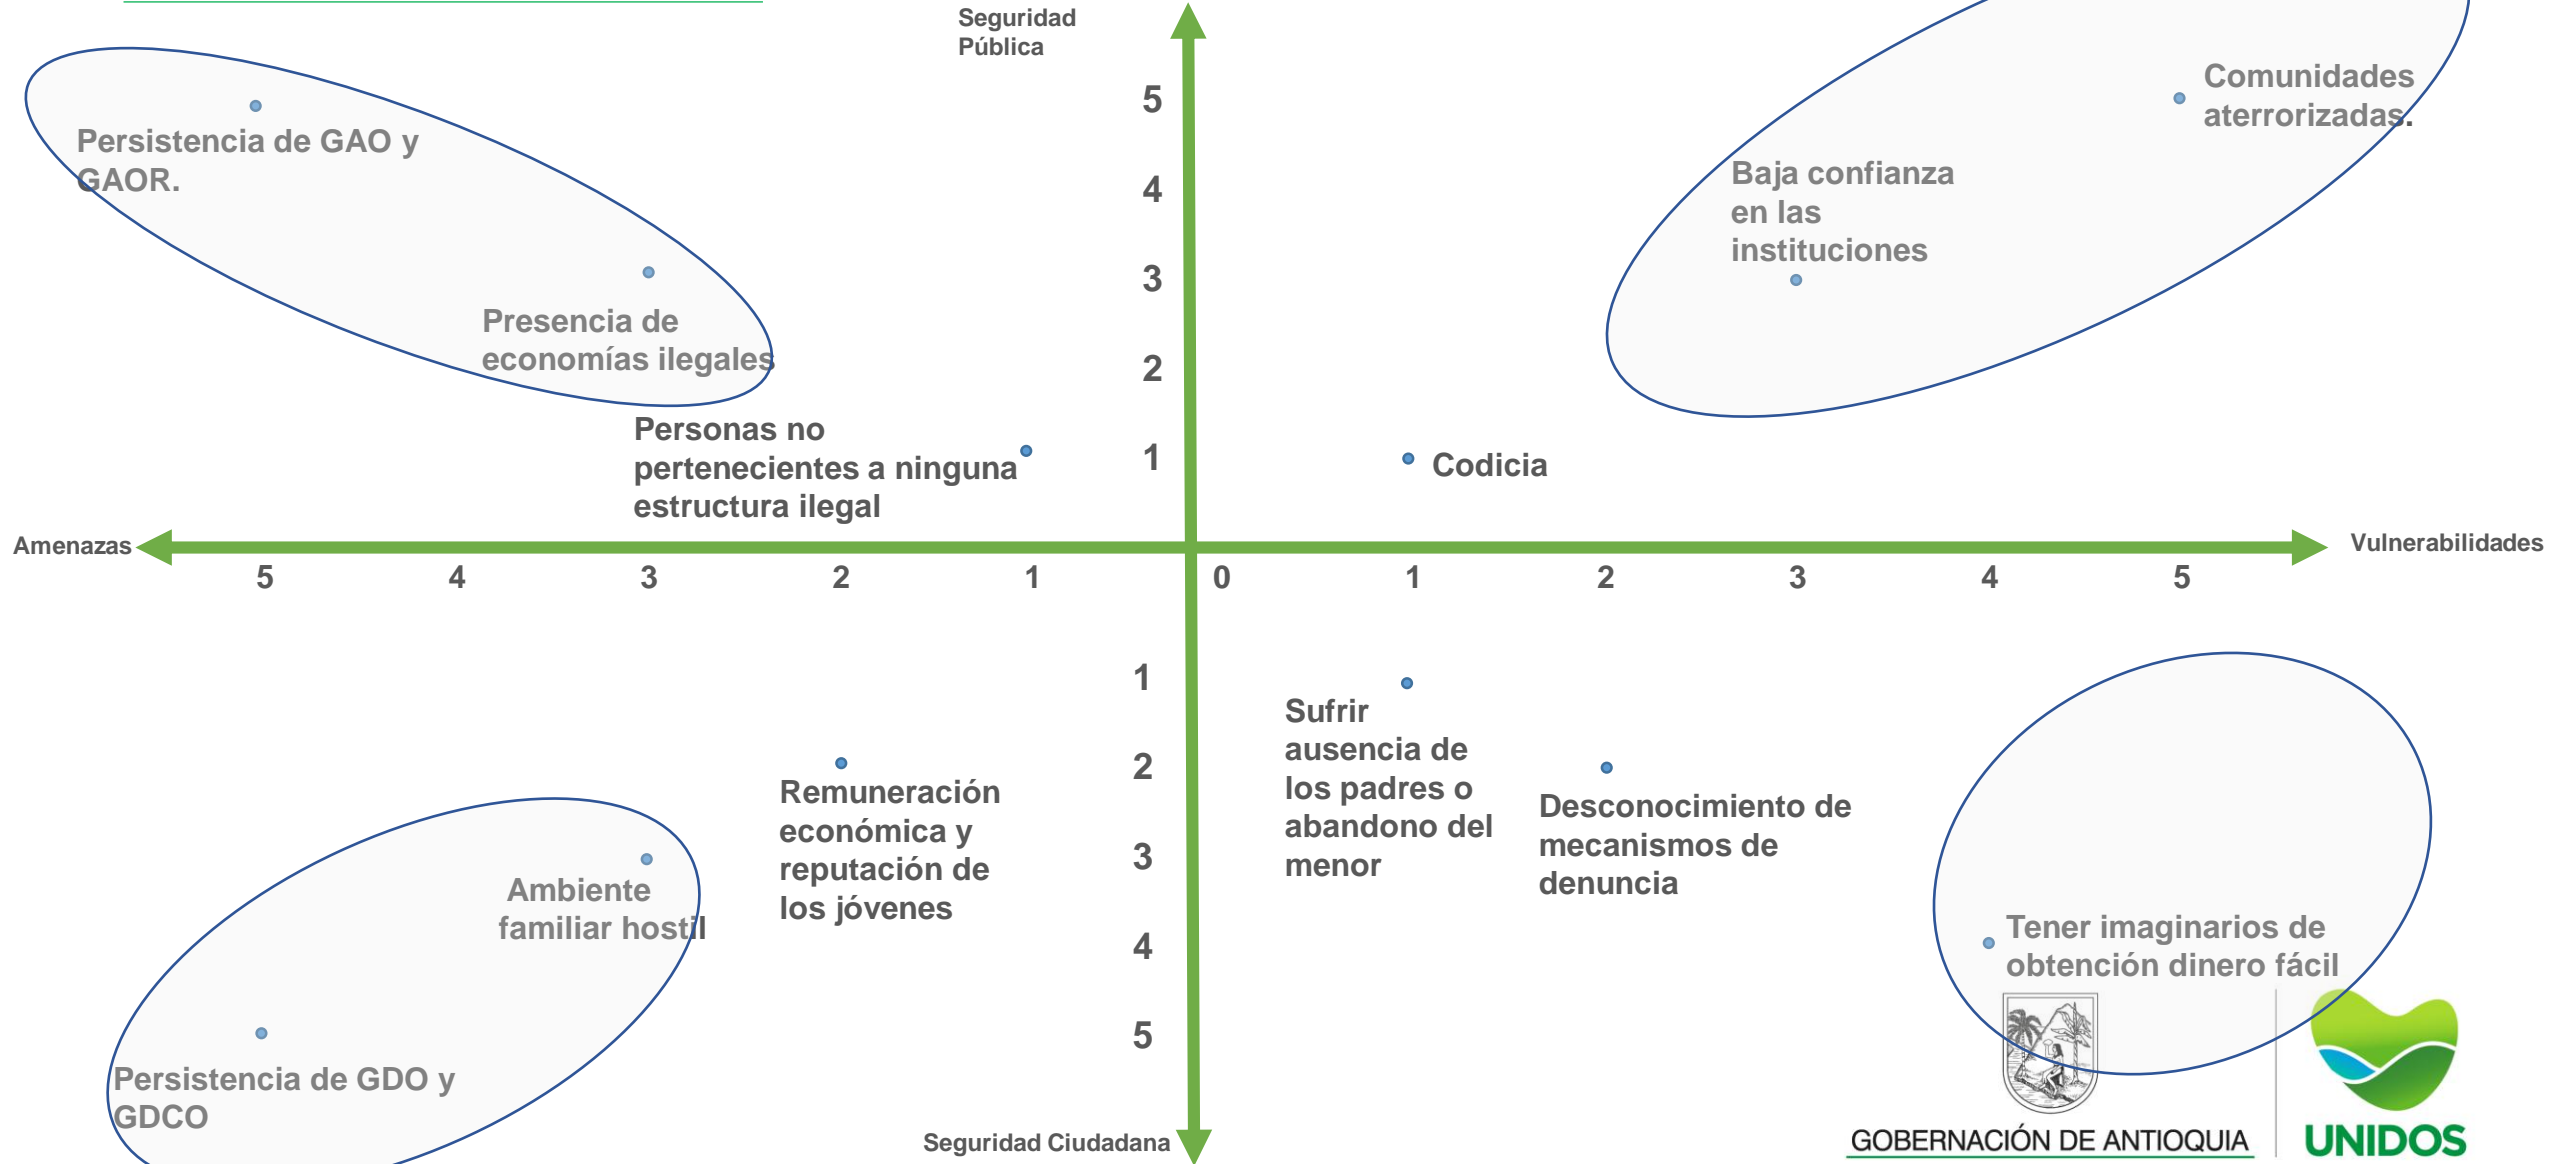 Seguridad
Pública
5
Comunidades
aterrorizadas.
Persistencia de GAO y
GAOR.
4
Baja confianza
en las
instituciones
3
Presencia de
economías ilegales
2
Personas no
pertenecientes a ninguna
estructura ilegal
1
Codicia
Amenazas
Vulnerabilidades
5 4 3 2 1 0 1 2 3 4 5
1
Sufrir
ausencia de
los padres o
abandono del
menor
2
Remuneración
económica y
reputación de
los jóvenes
Desconocimiento de
mecanismos de
denuncia
3
Ambiente
familiar hostil
4
Tener imaginarios de
obtención dinero fácil
5
Persistencia de GDO y
GDCO
Seguridad Ciudadana
GOBERNACIÓN DE ANTIOQUIA
UNIDOS